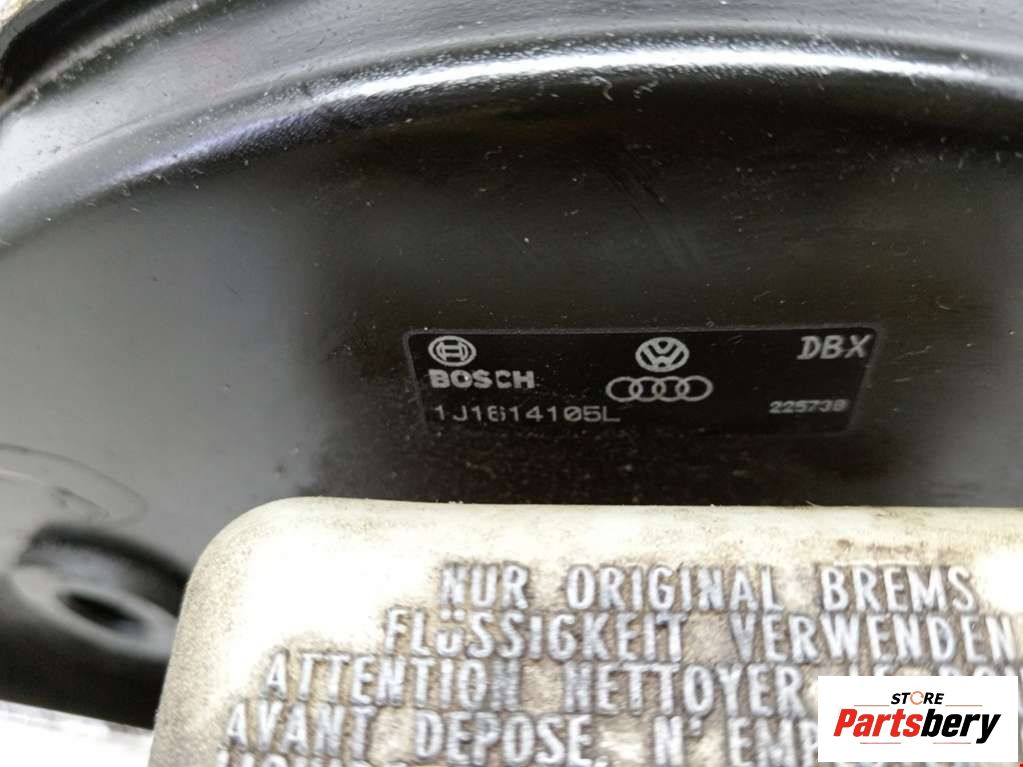 DBX
BOSCH
1J1614105L
225738
NUR ORIGINAL BREMS
FLÜSSIGKEIT VERWENDEN
ATTENTION NETTOYER
AVANT DEPOSE, N'
STORE
Partsbery